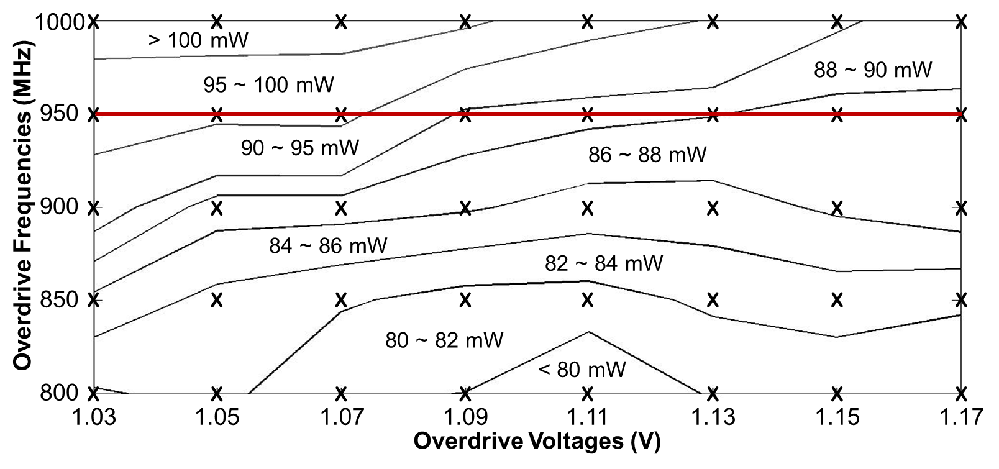 1000
> 100 mW
88 ~ 90 mW
95 ~ 100 mW
950
90 ~ 95 mW
86 ~ 88 mW
900
84 ~ 86 mW
82 ~ 84 mW
850
80 ~ 82 mW
< 80 mW
800
Overdrive Frequencies (MHz)
1.03 1.05 1.07 1.09 1.11 1.13 1.15 1.17
Overdrive Voltages (V)